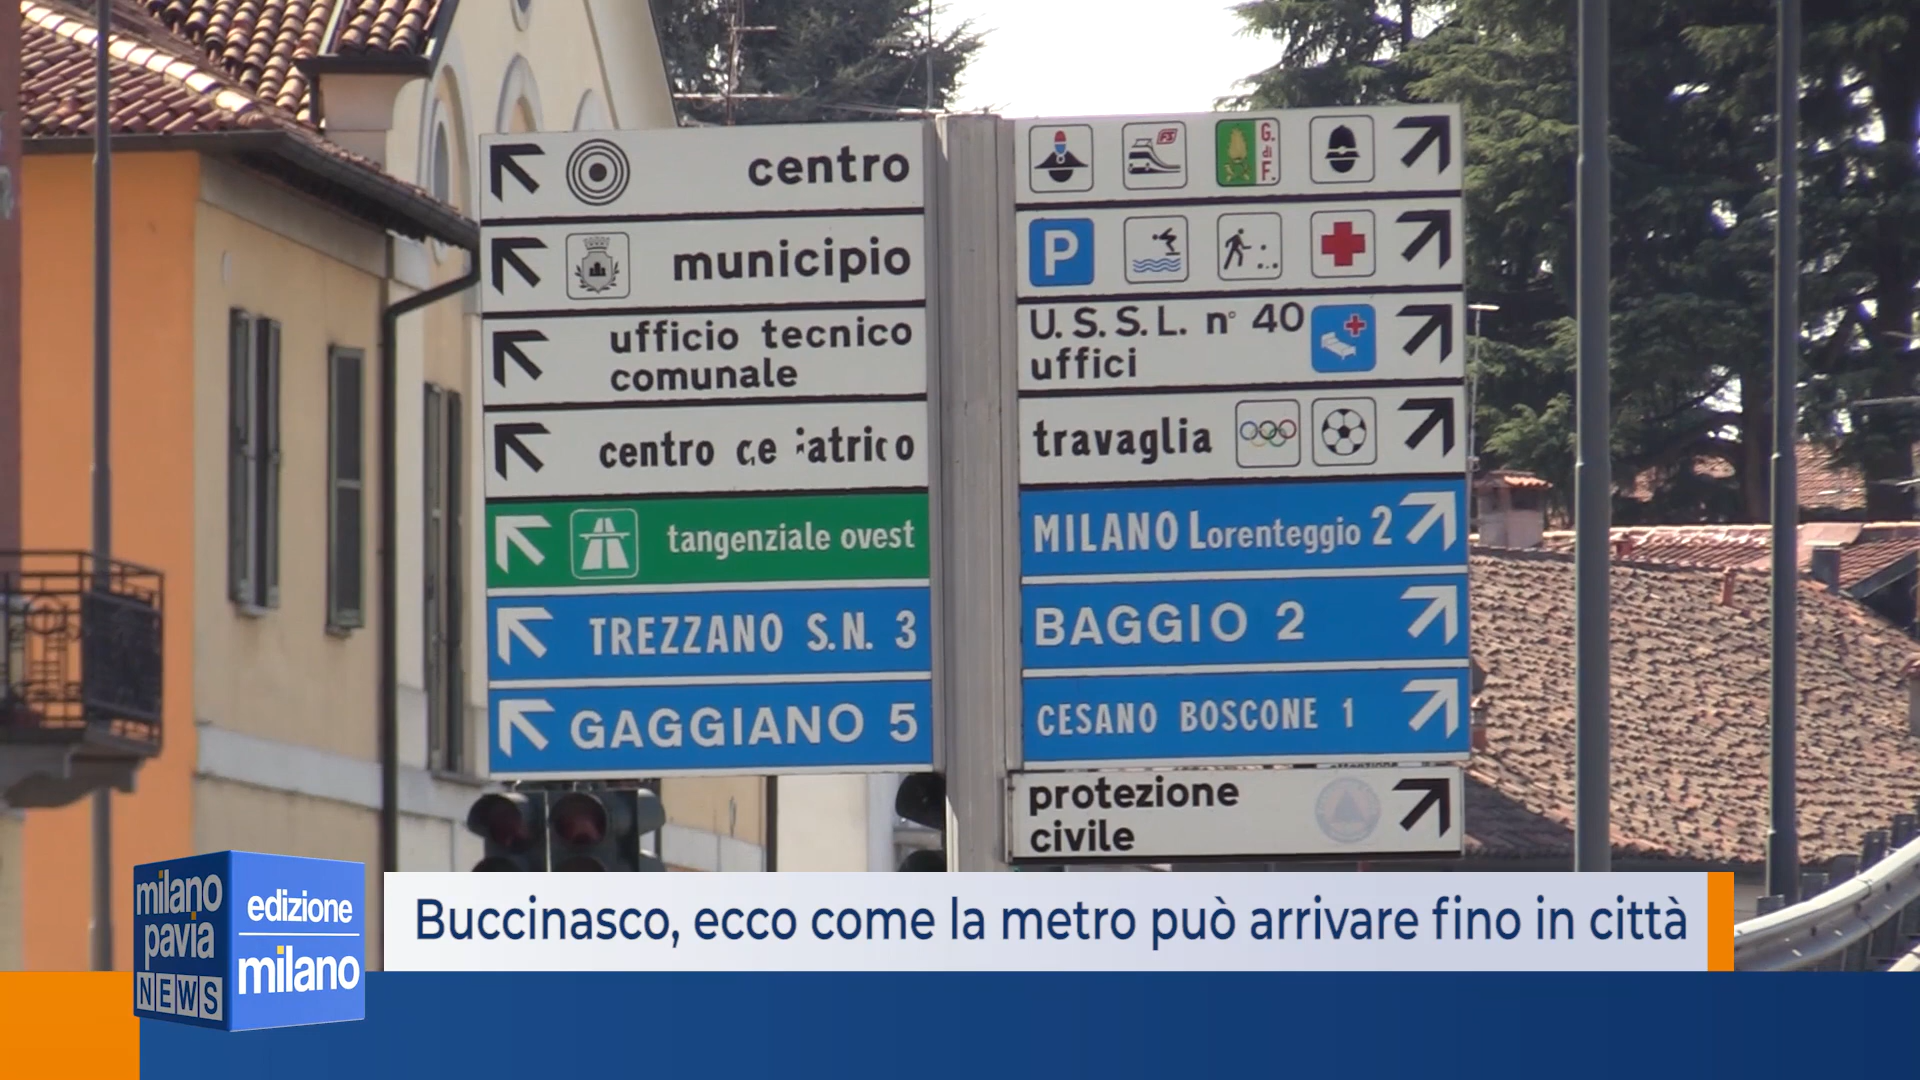 centro
municipio
ufficio tecnico
comunale
centro
tangenziale ovest
TREZZANO S.N. 3
GAGGIANO 5
FS
G.
di
F.
P
U.S.S.L. n° 40
uffici
travaglia
MILANO Lorenteggio 2
BAGGIO 2
CESANO BOSCONE 1
protezione
civile
milano
pavia
NEWS
edizione
milano
Buccinasco, ecco come la metro può arrivare fino in città